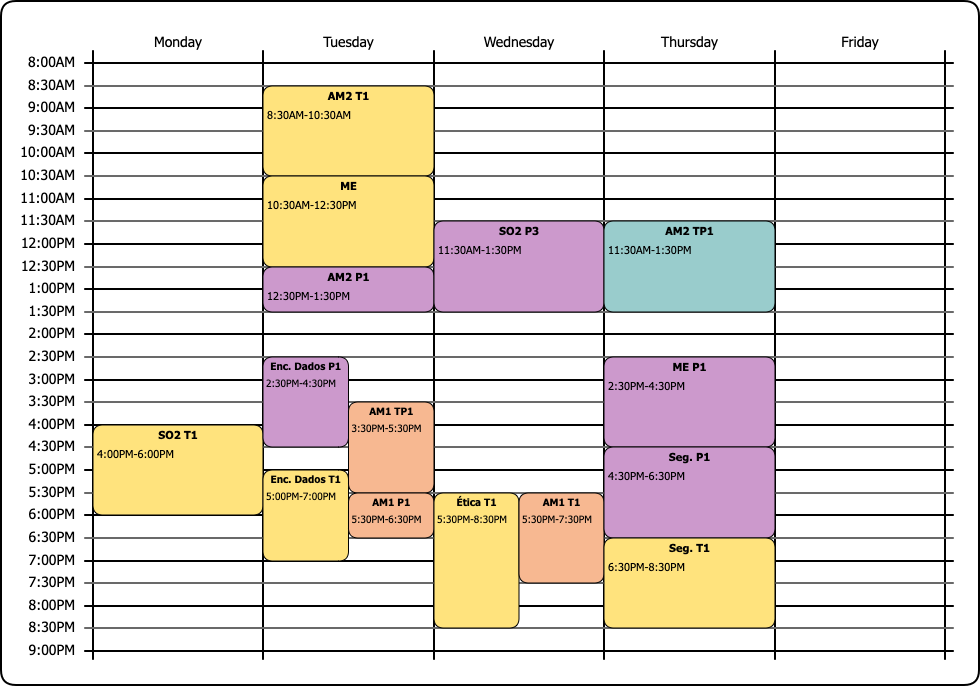 Monday Tuesday Wednesday Thursday Friday
8:00AM
8:30AM
9:00AM
9:30AM
10:00AM
10:30AM
11:00AM
11:30AM
12:00PM
12:30PM
1:00PM
1:30PM
2:00PM
2:30PM
3:00PM
3:30PM
4:00PM
4:30PM
5:00PM
5:30PM
6:00PM
6:30PM
7:00PM
7:30PM
8:00PM
8:30PM
9:00PM
SO2 T1
4:00PM-6:00PM
AM2 T1
8:30AM-10:30AM
ME
10:30AM-12:30PM
AM2 P1
12:30PM-1:30PM
Enc. Dados P1
2:30PM-4:30PM
AM1 TP1
3:30PM-5:30PM
Enc. Dados T1
5:00PM-7:00PM
AM1 P1
5:30PM-6:30PM
SO2 P3
11:30AM-1:30PM
Ética T1
5:30PM-8:30PM
AM1 T1
5:30PM-7:30PM
AM2 TP1
11:30AM-1:30PM
ME P1
2:30PM-4:30PM
Seg. P1
4:30PM-6:30PM
Seg. T1
6:30PM-8:30PM